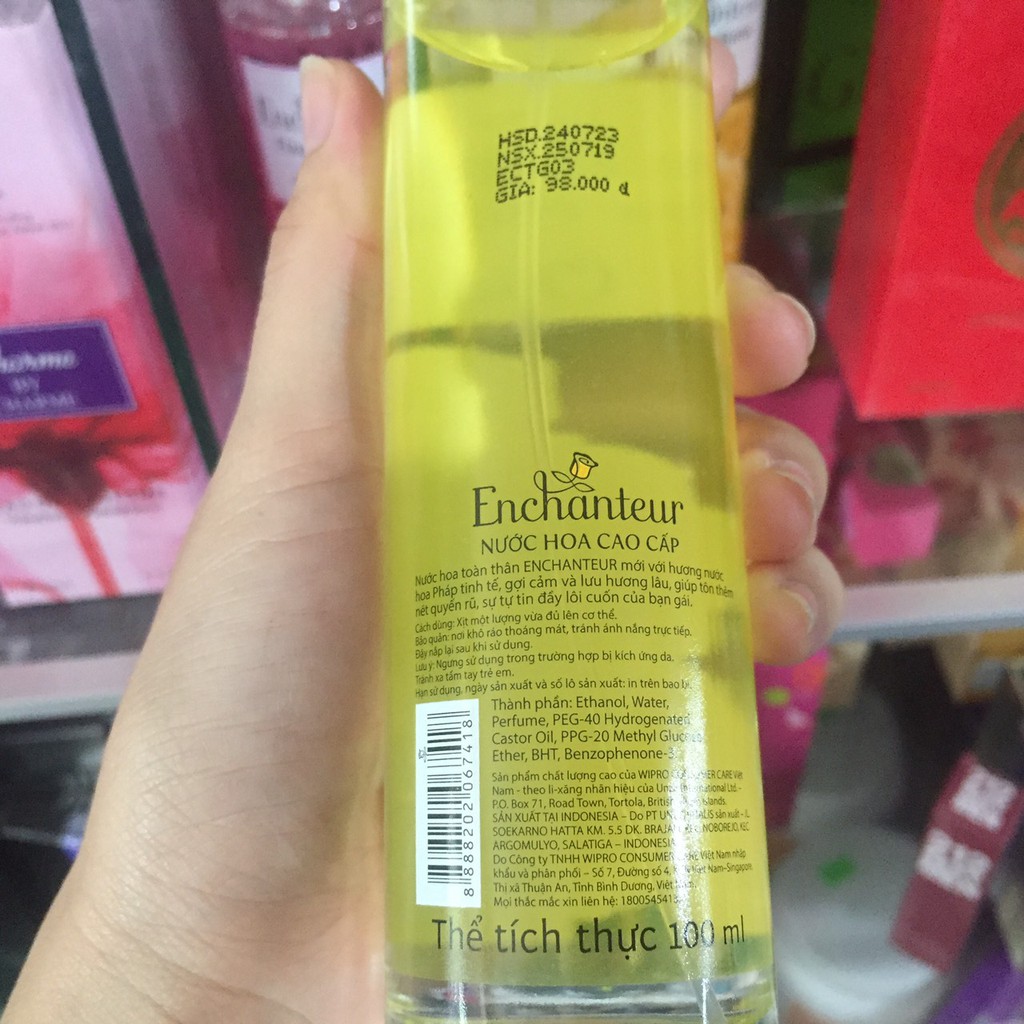 HSD.240723
NSX.250719
ECTG03
GIA: 98.000 đ
Enchanteur
NƯỚC HOA CAO CẤP
Nước hoa toàn thân ENCHANTEUR mới với hương nước
hoa Pháp tinh tế, gợi cảm và lưu hương lâu, giúp tôn thêm
nét quyến rũ, sự tự tin đầy lôi cuốn của bạn gái.
Cách dùng: Xịt một lượng vừa đủ lên cơ thể.
Bảo quản: nơi khô ráo thoáng mát, tránh ánh nắng trực tiếp.
Đậy nắp lại sau khi sử dụng.
Lưu ý: Ngưng sử dụng trong trường hợp bị kích ứng da.
Tránh xa tầm tay trẻ em.
Hạn sử dụng, ngày sản xuất và số lô sản xuất: in trên bao bì.
Thành phần: Ethanol, Water,
Perfume, PEG-40 Hydrogenated
Castor Oil, PPG-20 Methyl
Ether, BHT, Benzophenone-3
Sản phẩm chất lượng cao của WIPRO CARE Việt
Nam - theo li-xăng nhãn hiệu của International Ltd.-
P.O. Box 71, Road Town, Tortola, British Islands.
SẢN XUẤT TẠI INDONESIA – Do PT sản xuất – JL.
SOEKARNO HATTA KM. 5.5 DK. KEC
ARGOMULYO, SALATIGA – INDONESIA
Do Công ty TNHH WIPRO CONSUMER CARE Việt Nam nhập
khẩu và phân phối – Số 7, Đường số 4, Việt Nam-Singapore,
Thị xã Thuận An, Tỉnh Bình Dương, Việt Nam.
Mọi thắc mắc xin liên hệ:
8 888202 067418
Thể tích thực 100 ml